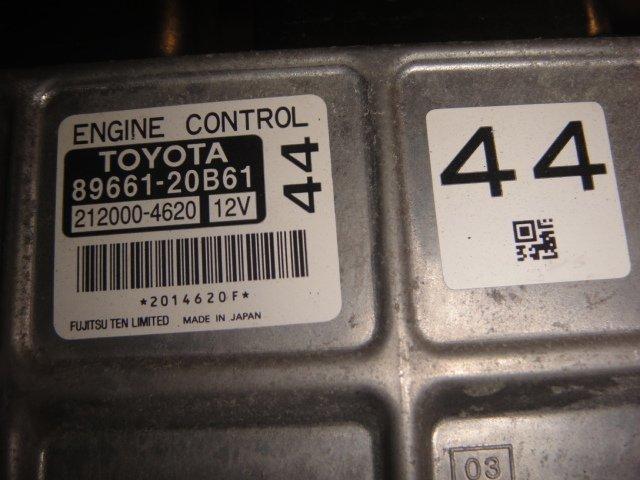 ENGINE CONTROL
TOYOTA
89661-20B61
212000-4620 12V
44
*2014620F*
FUJITSU TEN LIMITED MADE IN JAPAN
44
03